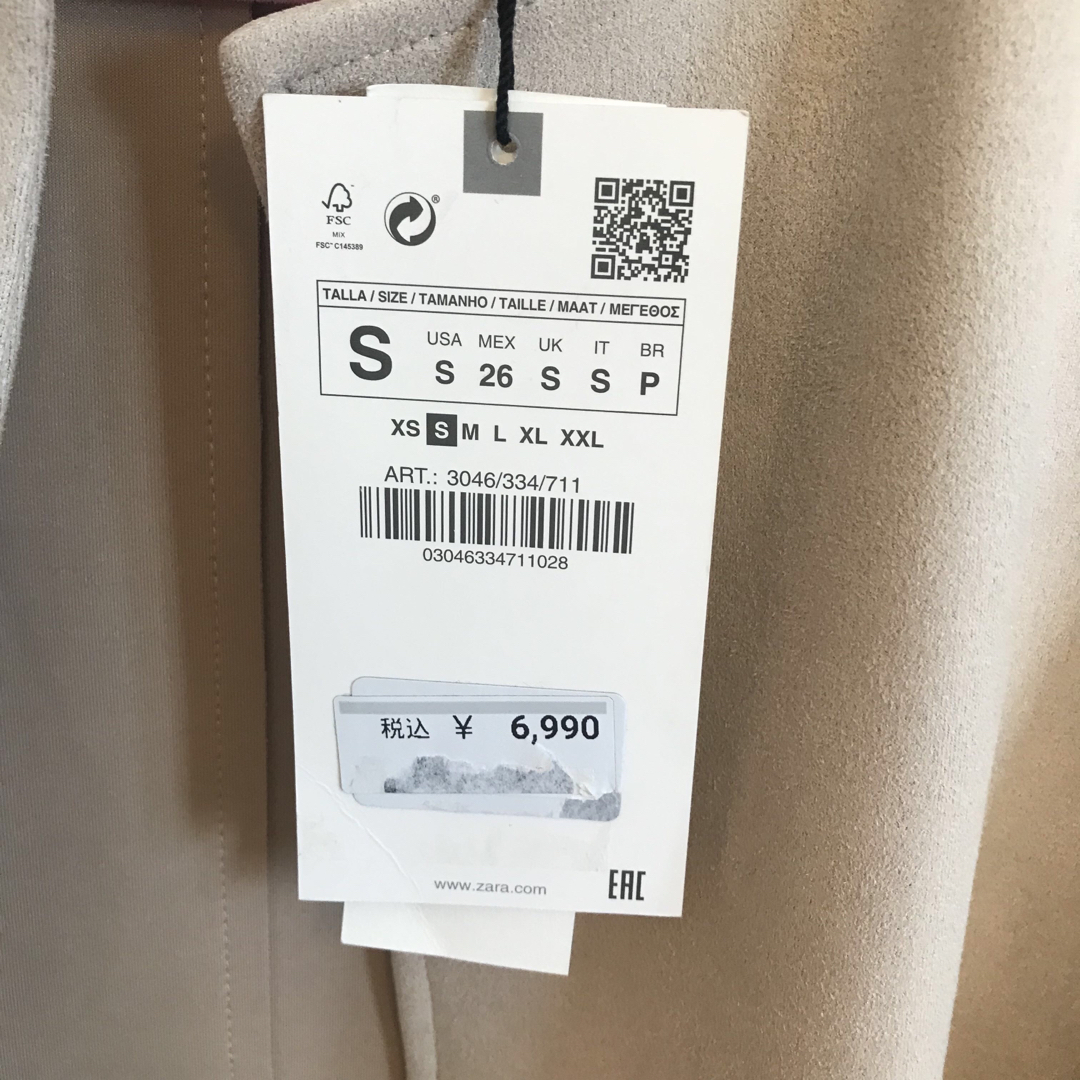 FSC
MIX
FSC™ C145389
®
TALLA / SIZE / TAMANHO / TAILLE / MAAT / ΜΕΓΕΘΟΣ
S
USA MEX UK IT BR
S 26 S S P
XS S M L XL XXL
ART.: 3046/334/711
03046334711028
税込 ¥ 6,990
www.zara.com
EAC